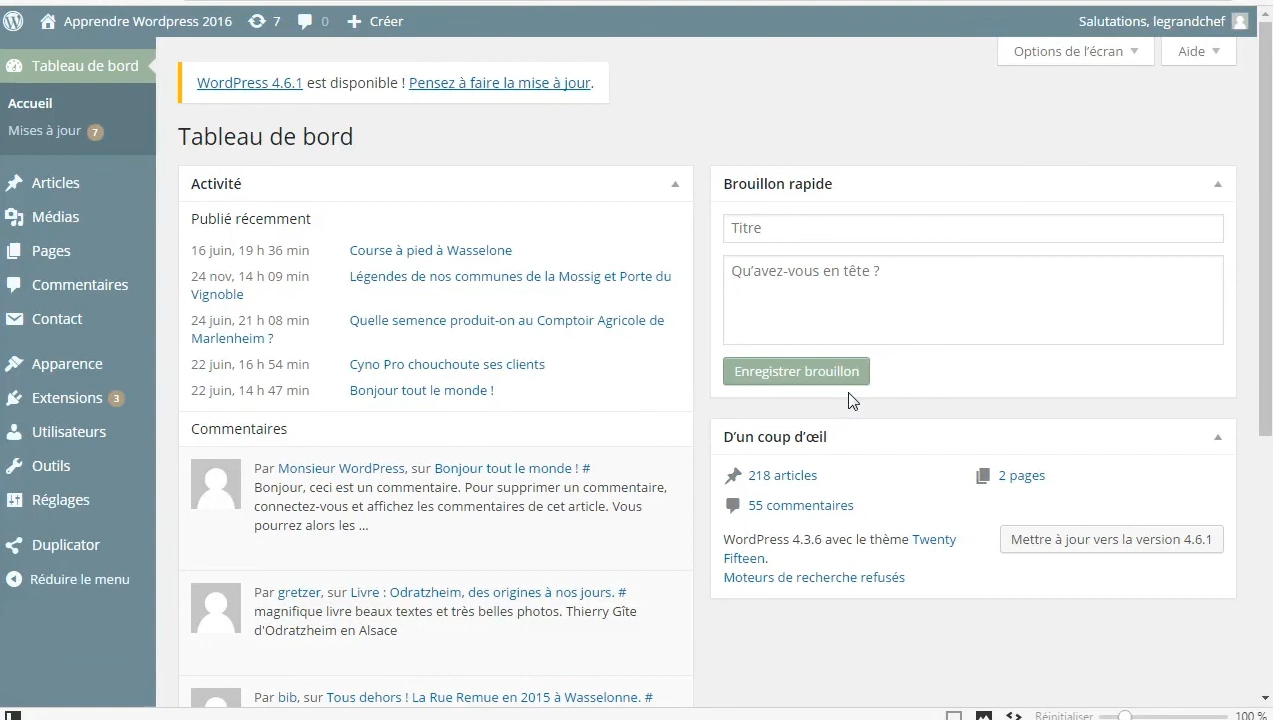 Apprendre Wordpress 2016 7 0 Créer Salutations, legrandchef
Options de l'écran Aide
Tableau de bord
Accueil
Mises à jour 7
Articles
Médias
Pages
Commentaires
Contact
Apparence
Extensions 3
Utilisateurs
Outils
Réglages
Duplicator
Réduire le menu
WordPress 4.6.1 est disponible ! Pensez à faire la mise à jour.
Tableau de bord
Activité
Publié récemment
16 juin, 19 h 36 min Course à pied à Wasselone
24 nov, 14 h 09 min Légendes de nos communes de la Mossig et Porte du
Vignoble
24 juin, 21 h 08 min Quelle semence produit-on au Comptoir Agricole de
Marlenheim ?
22 juin, 16 h 54 min Cyno Pro chouchoute ses clients
22 juin, 14 h 47 min Bonjour tout le monde !
Commentaires
Par Monsieur WordPress, sur Bonjour tout le monde ! #
Bonjour, ceci est un commentaire. Pour supprimer un commentaire,
connectez-vous et affichez les commentaires de cet article. Vous
pourrez alors les ...
Par gretzer, sur Livre : Odratzheim, des origines à nos jours. #
magnifique livre beaux textes et très belles photos. Thierry Gîte
d'Odratzheim en Alsace
Par bib, sur Tous dehors ! La Rue Remue en 2015 à Wasselonne. #
Brouillon rapide
Titre
Qu'avez-vous en tête ?
Enregistrer brouillon
D'un coup d'œil
218 articles 2 pages
55 commentaires
WordPress 4.3.6 avec le thème Twenty
Fifteen.
Mettre à jour vers la version 4.6.1
Moteurs de recherche refusés
Réinitialiser 100 %